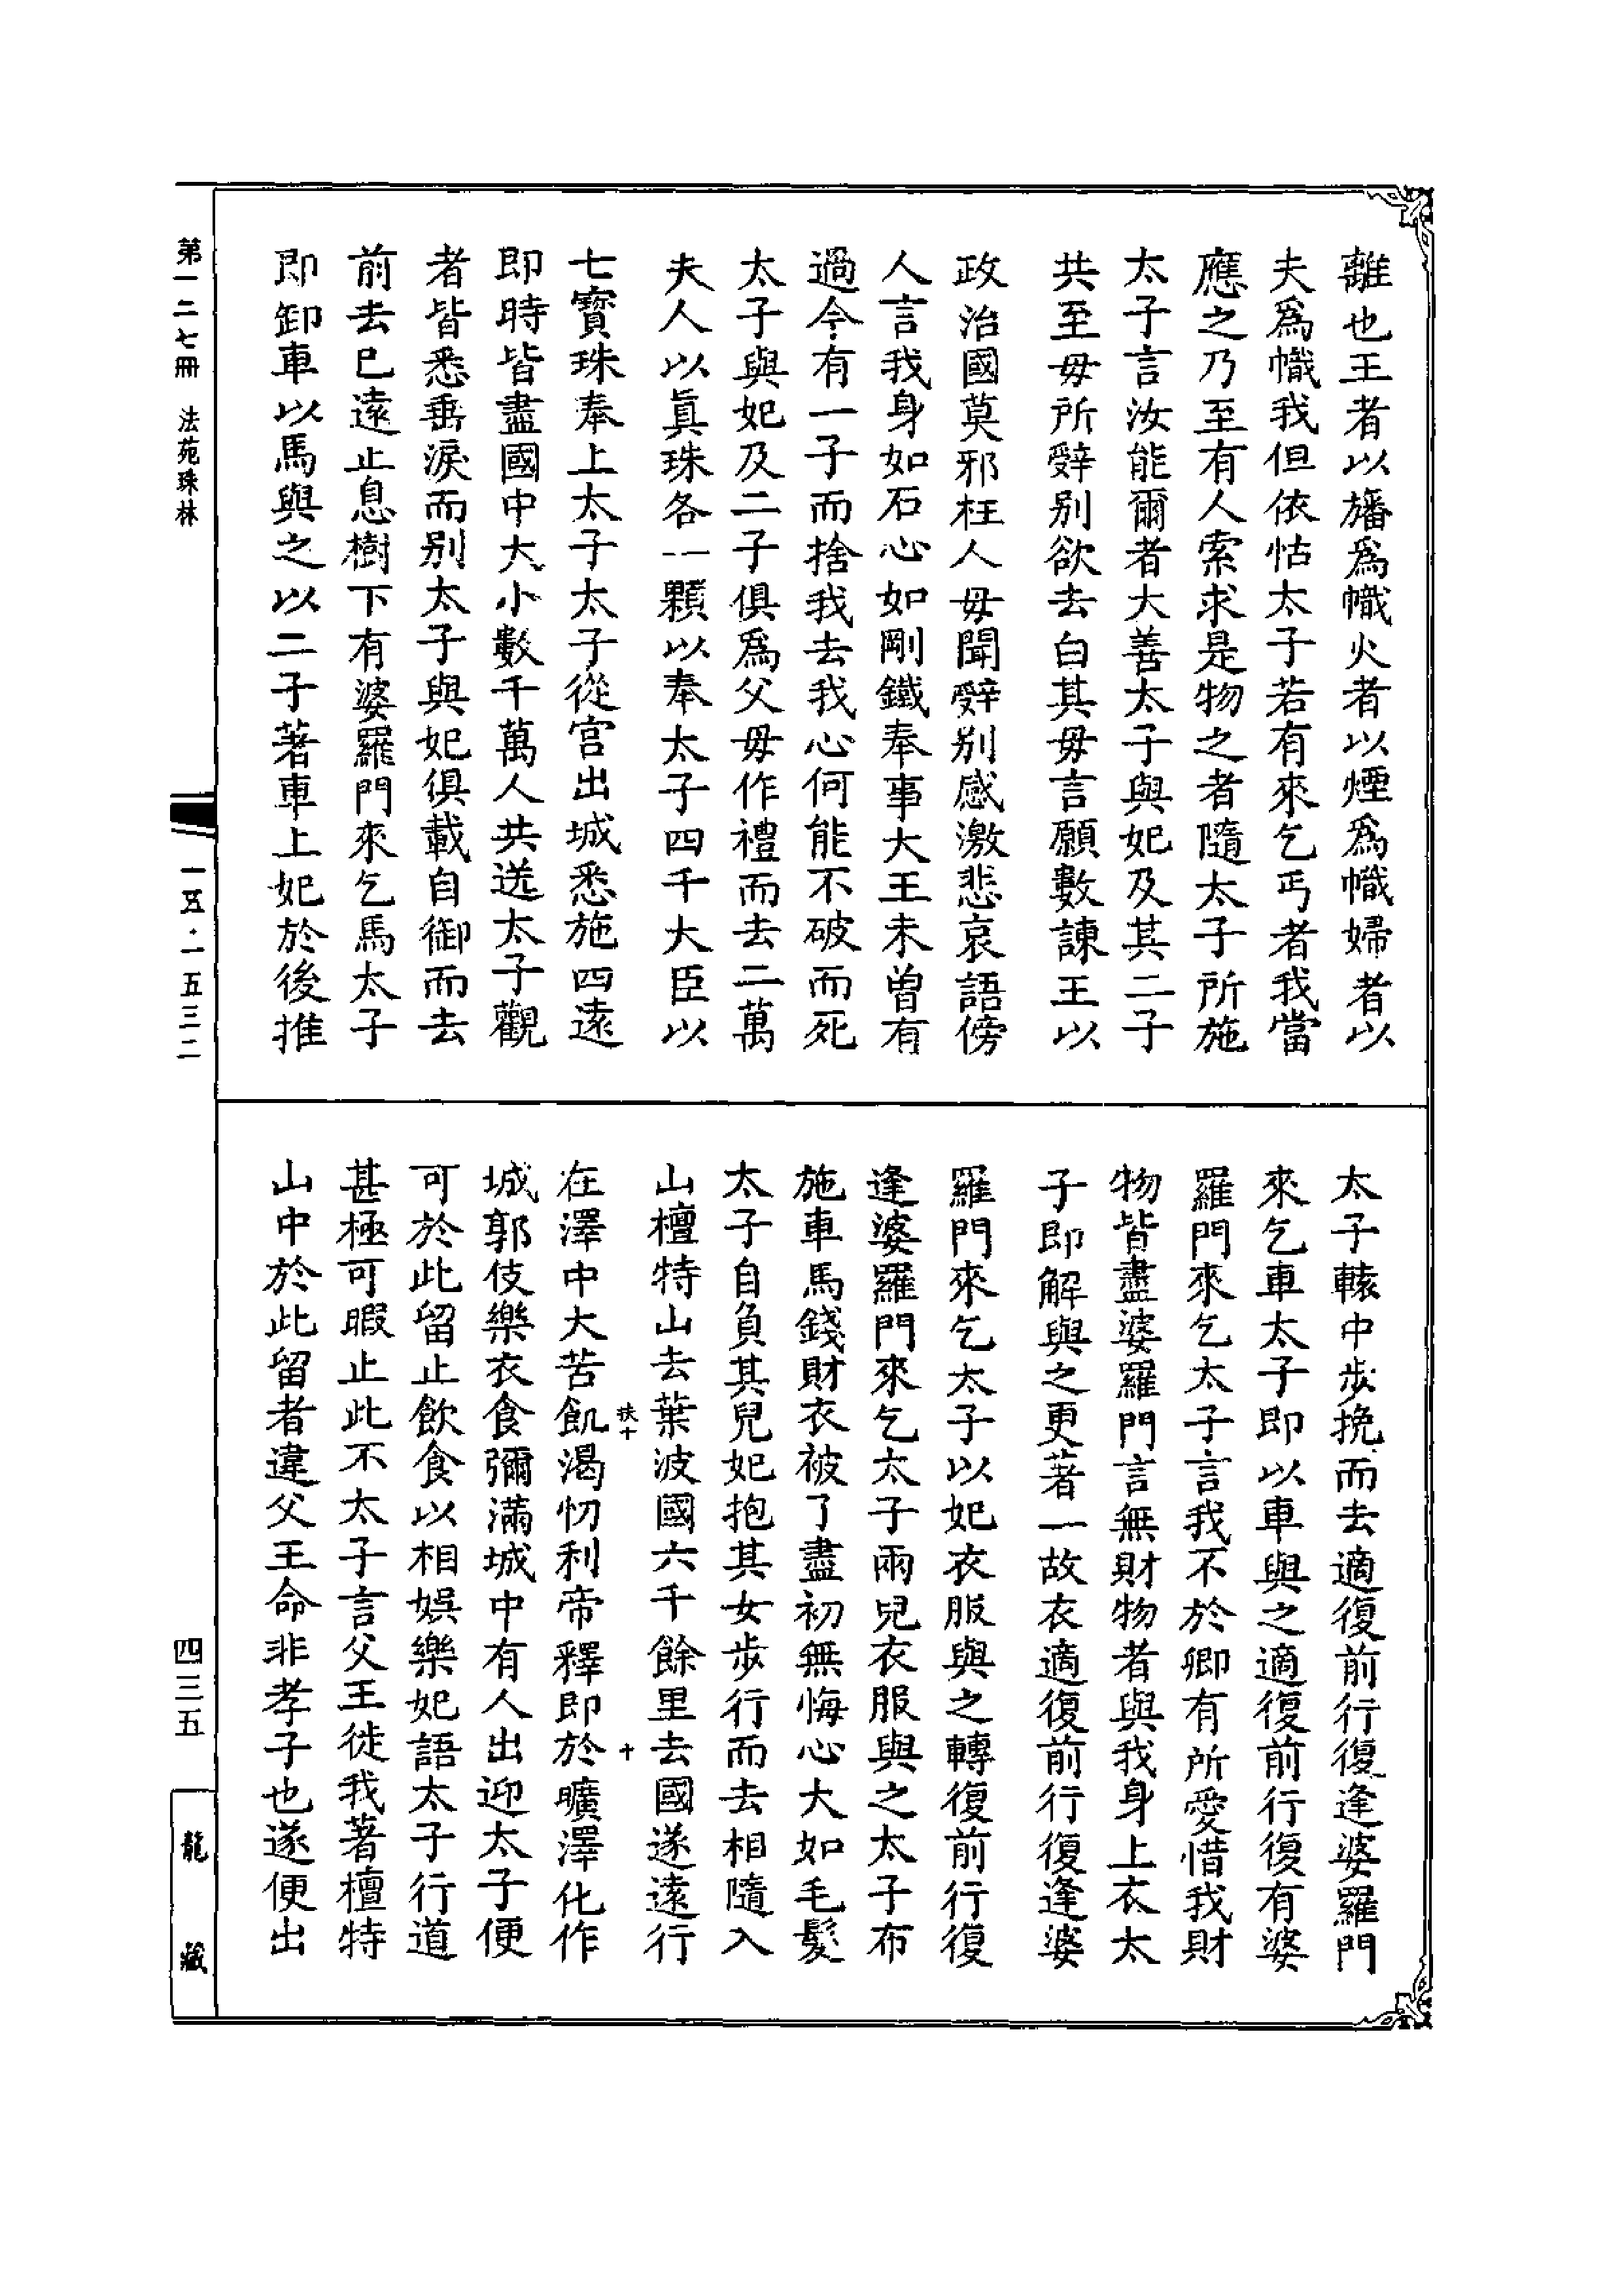 離也王者以旛爲幟火者以煙爲幟婦者以
夫爲幟我但依怙太子若有來乞丐者我當
應之乃至有人索求是物之者隨太子所施
太子言汝能爾者大善太子與妃及其二子
共至毋所辭別欲去白其毋言願數諫王以
政治國莫邪枉人毋聞辭別感激悲哀語傍
人言我身如石心如剛鐵奉事大王未曾有
過今有一子而捨我去我心何能不破而死
太子與妃及二子俱爲父毋作禮而去二萬
夫人以眞珠各一顆以奉太子四千大臣以
七寳珠奉上太子太子從宫出城悉施四遠
即時皆盡國中大小數千萬人共送太子觀
者皆悉垂淚而别太子與妃俱載自御而去
前去已遠止息樹下有婆羅門來乞馬太子
即卸車以馬與之以二子著車上妃於後推
太子轅中步挽而去適復前行復逢婆羅門
來乞車太子即以車與之適復前行復有婆
羅門來乞太子言我不於卿有所愛惜我財
物皆盡婆羅門言無財物者與我身上衣太
子即解與之更著一故衣適復前行復逢婆
羅門來乞太子以妃衣服與之轉復前行復
逢婆羅門來乞太子兩兒衣服與之太子布
施車馬錢財衣被了盡初無悔心大如毛髮
太子自負其兒妃抱其女步行而去相隨入
山檀特山去葉波國六千餘里去國遂遠行
扶十
十
在澤中大苦飢渴忉利帝釋即於曠澤化作
城郭伎樂衣食彌滿城中有人出迎太子便
可於此留止飲食以相娛樂妃語太子行道
甚極可暇止此不太子言父王徙我著檀特
山中於此留者違父王命非孝子也遂便出
第一二七冊 法苑珠林
一五·一五三二
四三五
龍藏